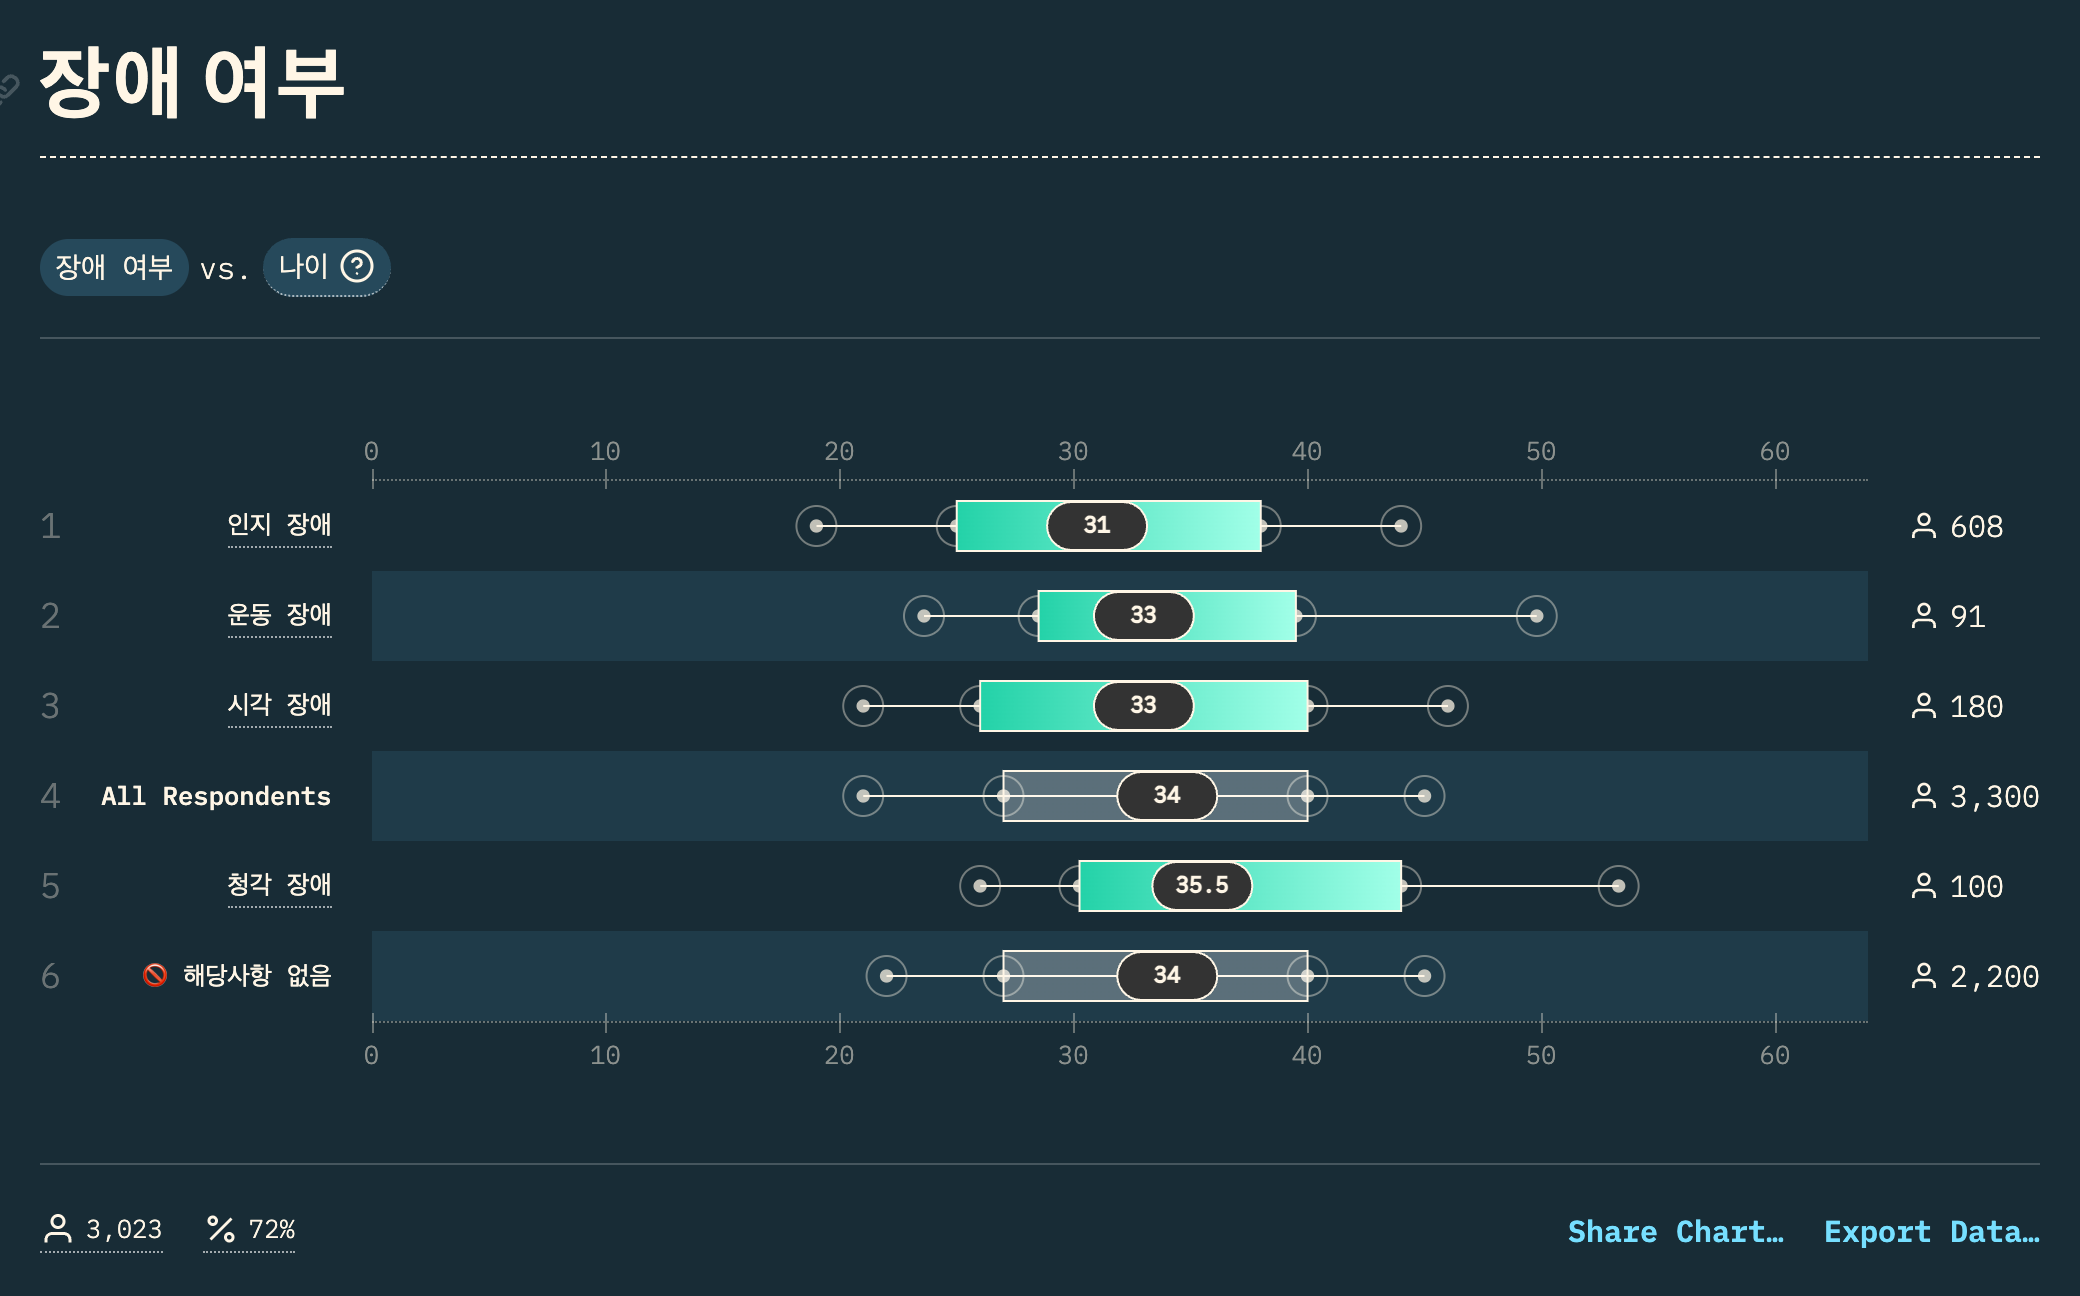 장애 여부
장애 여부 vs. 나이
0 10 20 30 40 50 60
1 인지 장애 31 608
2 운동 장애 33 91
3 시각 장애 33 180
4 All Respondents 34 3,300
5 청각 장애 35.5 100
6 🚫 해당사항 없음 34 2,200
0 10 20 30 40 50 60
3,023 72% Share Chart… Export Data…